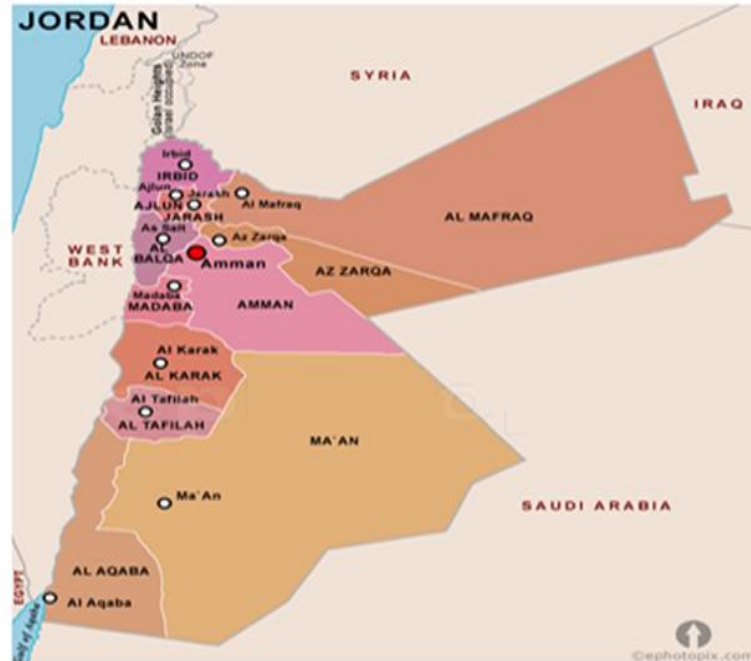 JORDAN
LEBANON
UNDOF
Zone
Golan Heights
(Israel occupied)
SYRIA
IRAQ
Irbid
IRBID
Ajlun
AJLUN
Jarash
JARASH
Al Mafraq
AL MAFRAQ
As Salt
AL
BALQA
Az Zarqa
AZ ZARQA
WEST
BANK
Amman
AMMAN
Madaba
MADABA
Al Karak
AL KARAK
Al Tafilah
AL TAFILAH
MA`AN
Ma`An
SAUDI ARABIA
AL AQABA
Al Aqaba
EGYPT
Gulf of Aqaba
©ephotopix.com